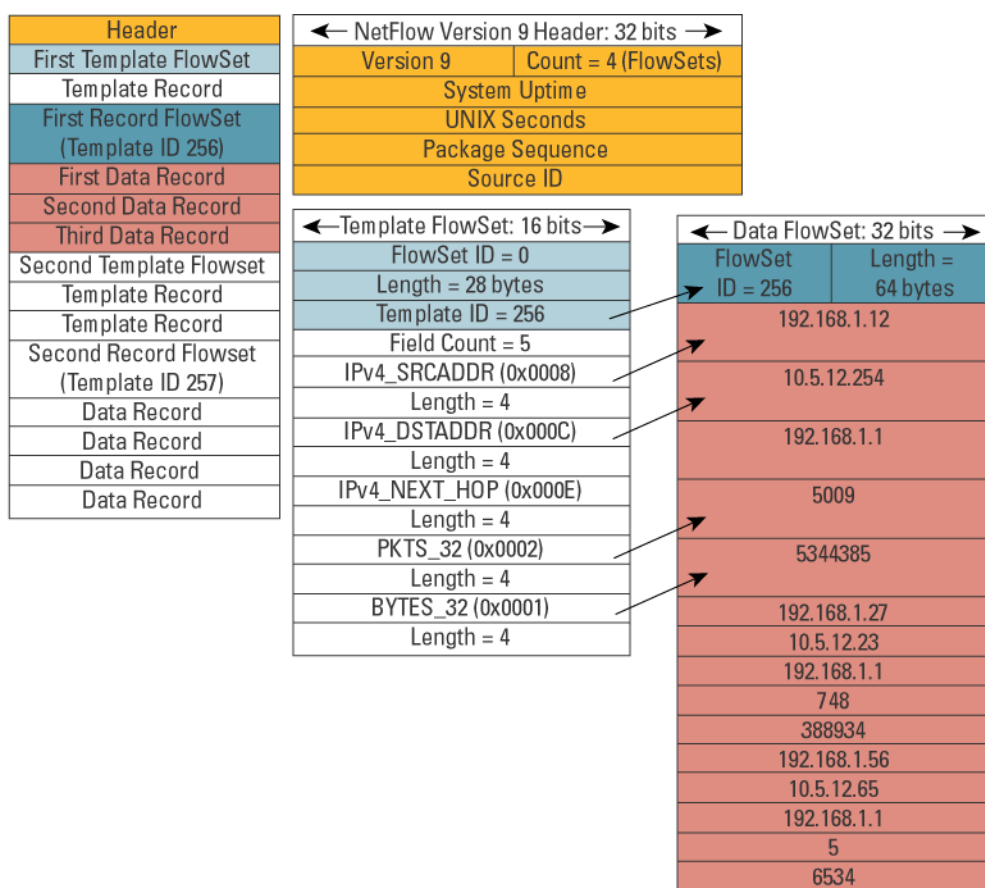 Header
First Template FlowSet
Template Record
First Record FlowSet
(Template ID 256)
First Data Record
Second Data Record
Third Data Record
Second Template Flowset
Template Record
Template Record
Second Record Flowset
(Template ID 257)
Data Record
Data Record
Data Record
Data Record
NetFlow Version 9 Header: 32 bits
Version 9
Count = 4 (FlowSets)
System Uptime
UNIX Seconds
Package Sequence
Source ID
Template FlowSet: 16 bits
FlowSet ID = 0
Length = 28 bytes
Template ID = 256
Field Count = 5
IPv4_SRCADDR (0x0008)
Length = 4
IPv4_DSTADDR (0x000C)
Length = 4
IPv4_NEXT_HOP (0x000E)
Length = 4
PKTS_32 (0x0002)
Length = 4
BYTES_32 (0x0001)
Length = 4
Data FlowSet: 32 bits
FlowSet
ID = 256
Length =
64 bytes
192.168.1.12
10.5.12.254
192.168.1.1
5009
5344385
192.168.1.27
10.5.12.23
192.168.1.1
748
388934
192.168.1.56
10.5.12.65
192.168.1.1
5
6534